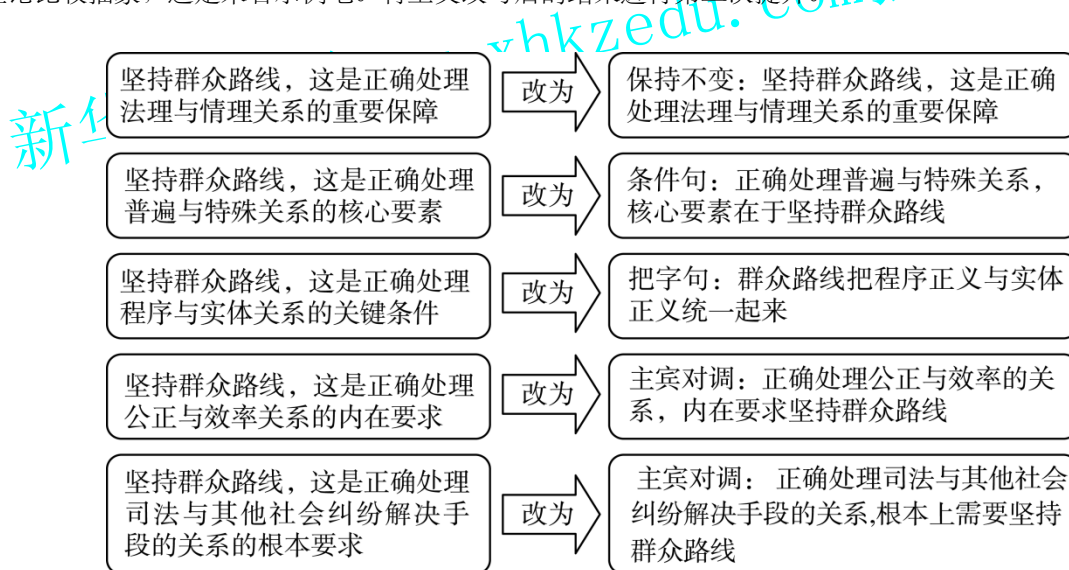 坚持群众路线，这是正确处理
法理与情理关系的重要保障
改为
保持不变：坚持群众路线，这是正确
处理法理与情理关系的重要保障
坚持群众路线，这是正确处理
普遍与特殊关系的核心要素
改为
条件句：正确处理普遍与特殊关系，
核心要素在于坚持群众路线
坚持群众路线，这是正确处理
程序与实体关系的关键条件
改为
把字句：群众路线把程序正义与实体
正义统一起来
坚持群众路线，这是正确处理
公正与效率关系的内在要求
改为
主宾对调：正确处理公正与效率的关
系，内在要求坚持群众路线
坚持群众路线，这是正确处理
司法与其他社会纠纷解决手
段的关系的根本要求
改为
主宾对调： 正确处理司法与其他社会
纠纷解决手段的关系,根本上需要坚持
群众路线